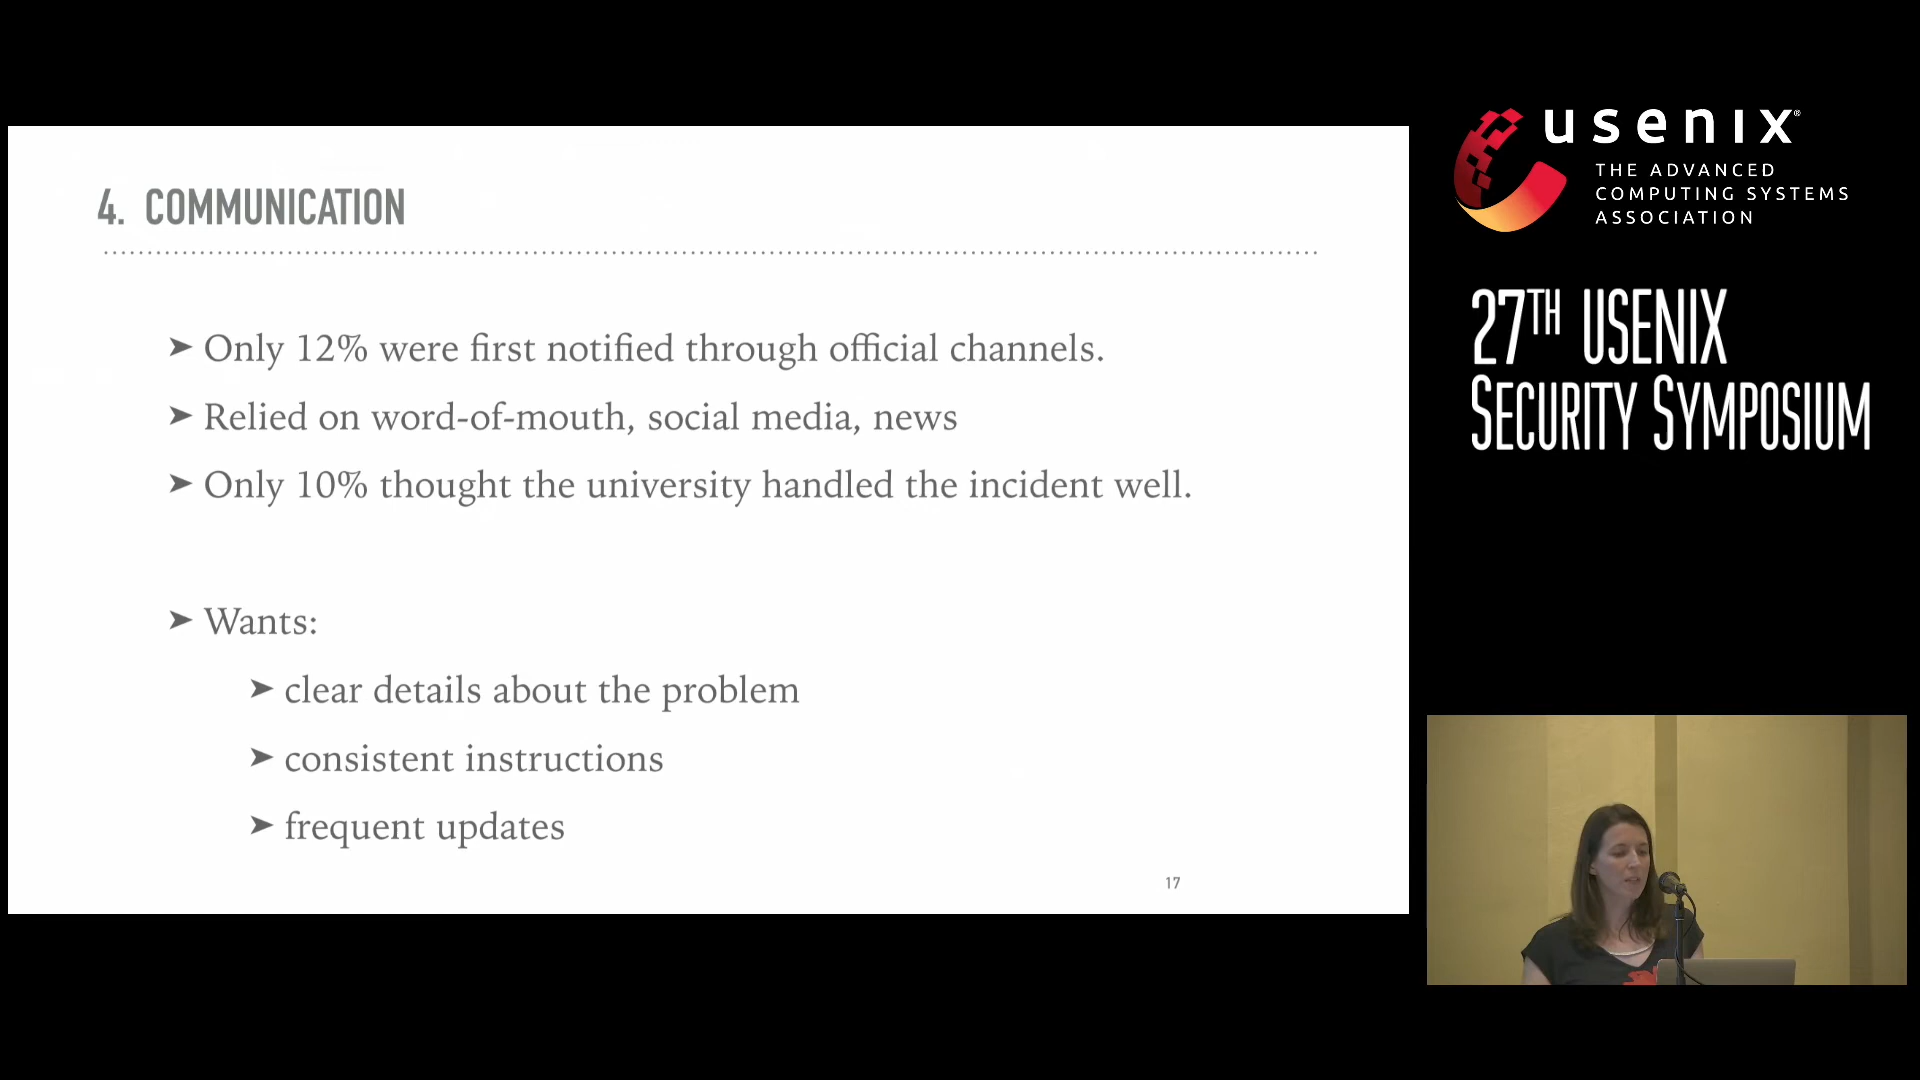 4. COMMUNICATION
➤ Only 12% were first notified through official channels.
➤ Relied on word-of-mouth, social media, news
➤ Only 10% thought the university handled the incident well.
➤ Wants:
➤ clear details about the problem
➤ consistent instructions
➤ frequent updates
17
usenix®
THE ADVANCED
COMPUTING SYSTEMS
ASSOCIATION
27TH USENIX
SECURITY SYMPOSIUM